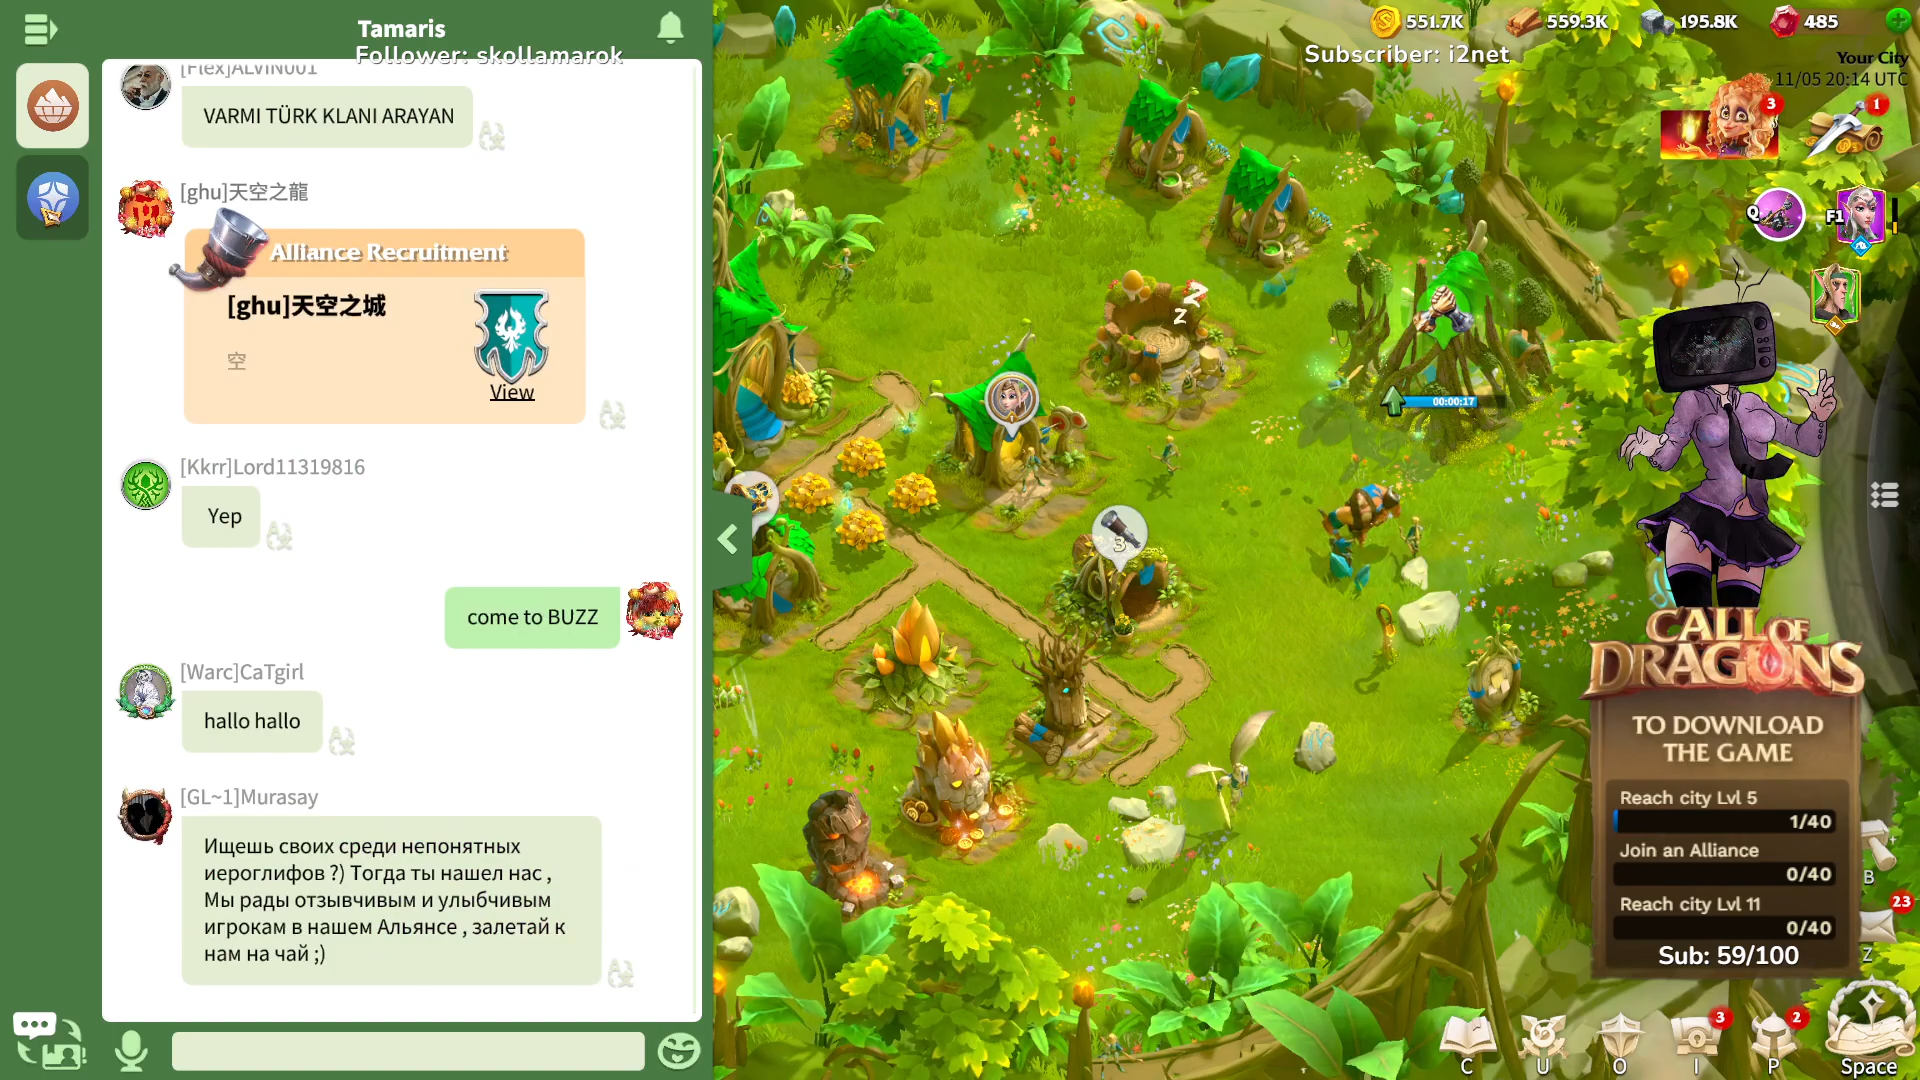 Tamaris
Follower: skollamarok
[Flex]ALVIN001
VARMI TÜRK KLANI ARAYAN
[ghu]天空之龍
Alliance Recruitment
[ghu]天空之城
空
View
[Kkrr]Lord11319816
Yep
come to BUZZ
[Warc]CaTgirl
hallo hallo
[GL~1]Murasay
Ищешь своих среди непонятных
иероглифов ?) Тогда ты нашел нас ,
Мы рады отзывчивым и улыбчивым
игрокам в нашем Альянсе , залетай к
нам на чай ;)
551.7K
559.3K
195.8K
485
Subscriber: i2net
Your City
11/05 20:14 UTC
3
1
Q
F1
Z
Z
00:00:17
3
CALL OF
DRAGONS
TO DOWNLOAD
THE GAME
Reach city Lvl 5
1/40
Join an Alliance
0/40
Reach city Lvl 11
0/40
Sub: 59/100
B
23
Z
3
2
C
U
O
I
P
Space